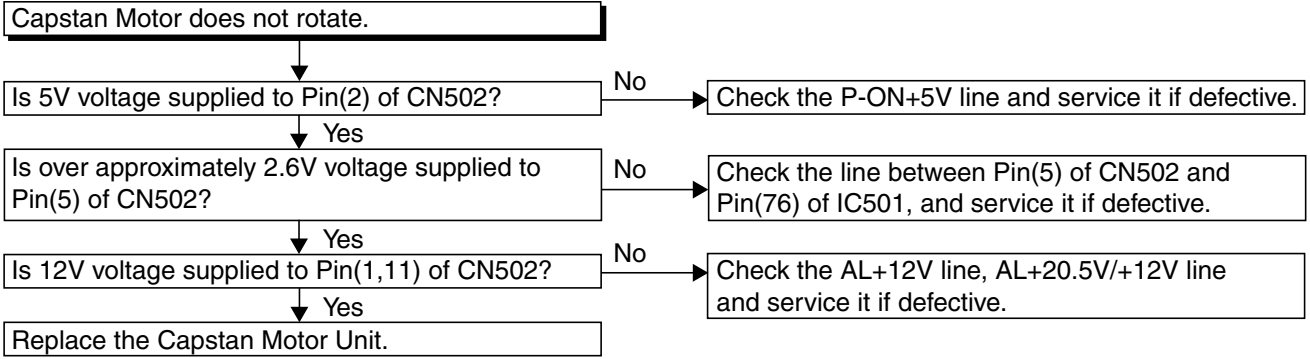 Capstan Motor does not rotate.
Is 5V voltage supplied to Pin(2) of CN502?
No
Check the P-ON+5V line and service it if defective.
Yes
Is over approximately 2.6V voltage supplied to
Pin(5) of CN502?
No
Check the line between Pin(5) of CN502 and
Pin(76) of IC501, and service it if defective.
Yes
Is 12V voltage supplied to Pin(1,11) of CN502?
No
Check the AL+12V line, AL+20.5V/+12V line
and service it if defective.
Yes
Replace the Capstan Motor Unit.